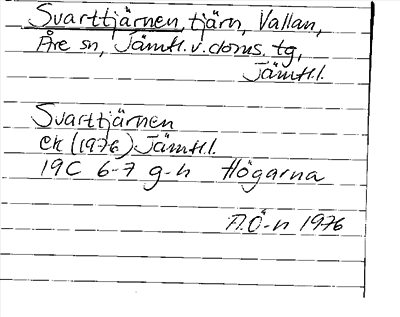 Svarttjärnen, tjärn, Vallan,
Åre sn, Jämtl. v. doms. tg,
Jämtl.
Svarttjärnen
ek (1976) Jämtl.
19C 6-7 g-h Högarna
A.Ö-n 1976